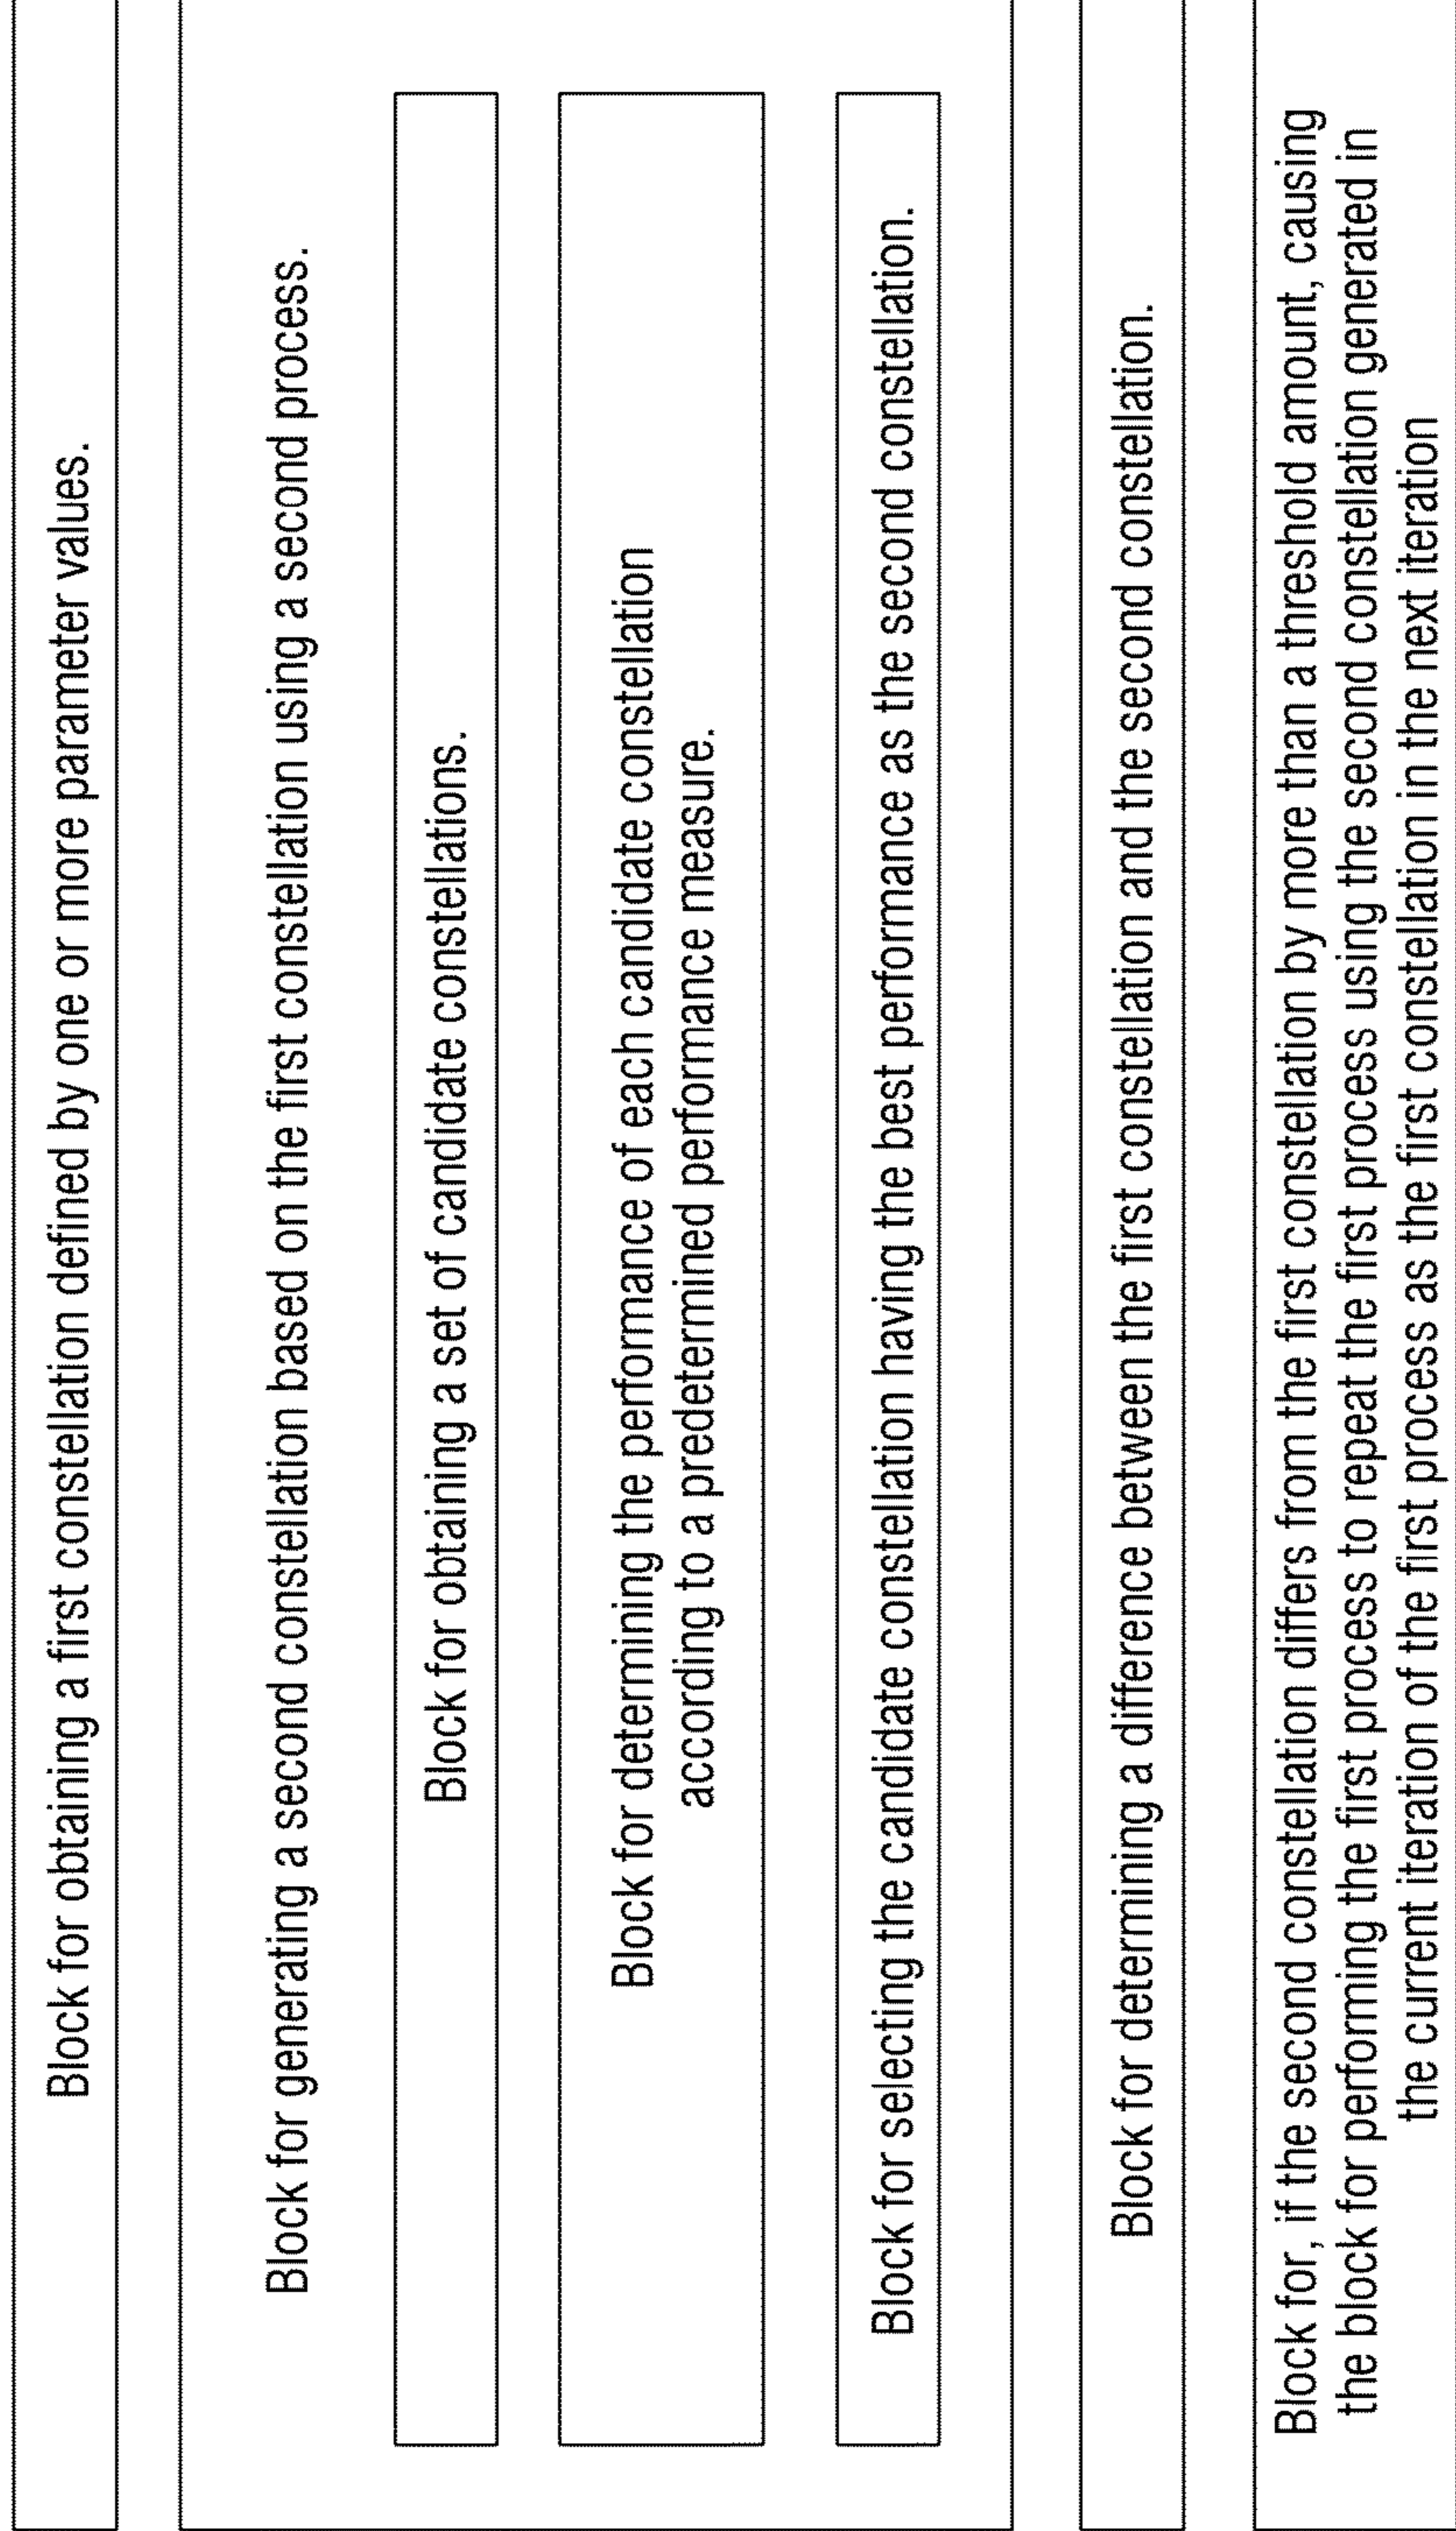 Block for obtaining a first constellation defined by one or more parameter values.
Block for generating a second constellation based on the first constellation using a second process.
Block for obtaining a set of candidate constellations.
Block for determining the performance of each candidate constellation
according to a predetermined performance measure.
Block for selecting the candidate constellation having the best performance as the second constellation.
Block for determining a difference between the first constellation and the second constellation.
Block for, if the second constellation differs from the first constellation by more than a threshold amount, causing
the block for performing the first process to repeat the first process using the second constellation generated in
the current iteration of the first process as the first constellation in the next iteration